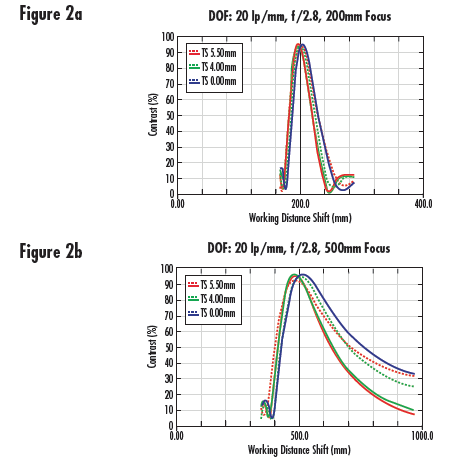 Figure 2a
DOF: 20 lp/mm, f/2.8, 200mm Focus
Contrast (%)
100
90
80
70
60
50
40
30
20
10
0
TS 5.50mm
TS 4.00mm
TS 0.00mm
0.00
200.0
400.0
Working Distance Shift (mm)
Figure 2b
DOF: 20 lp/mm, f/2.8, 500mm Focus
Contrast (%)
100
90
80
70
60
50
40
30
20
10
0
TS 5.50mm
TS 4.00mm
TS 0.00mm
0.00
500.0
1000.0
Working Distance Shift (mm)